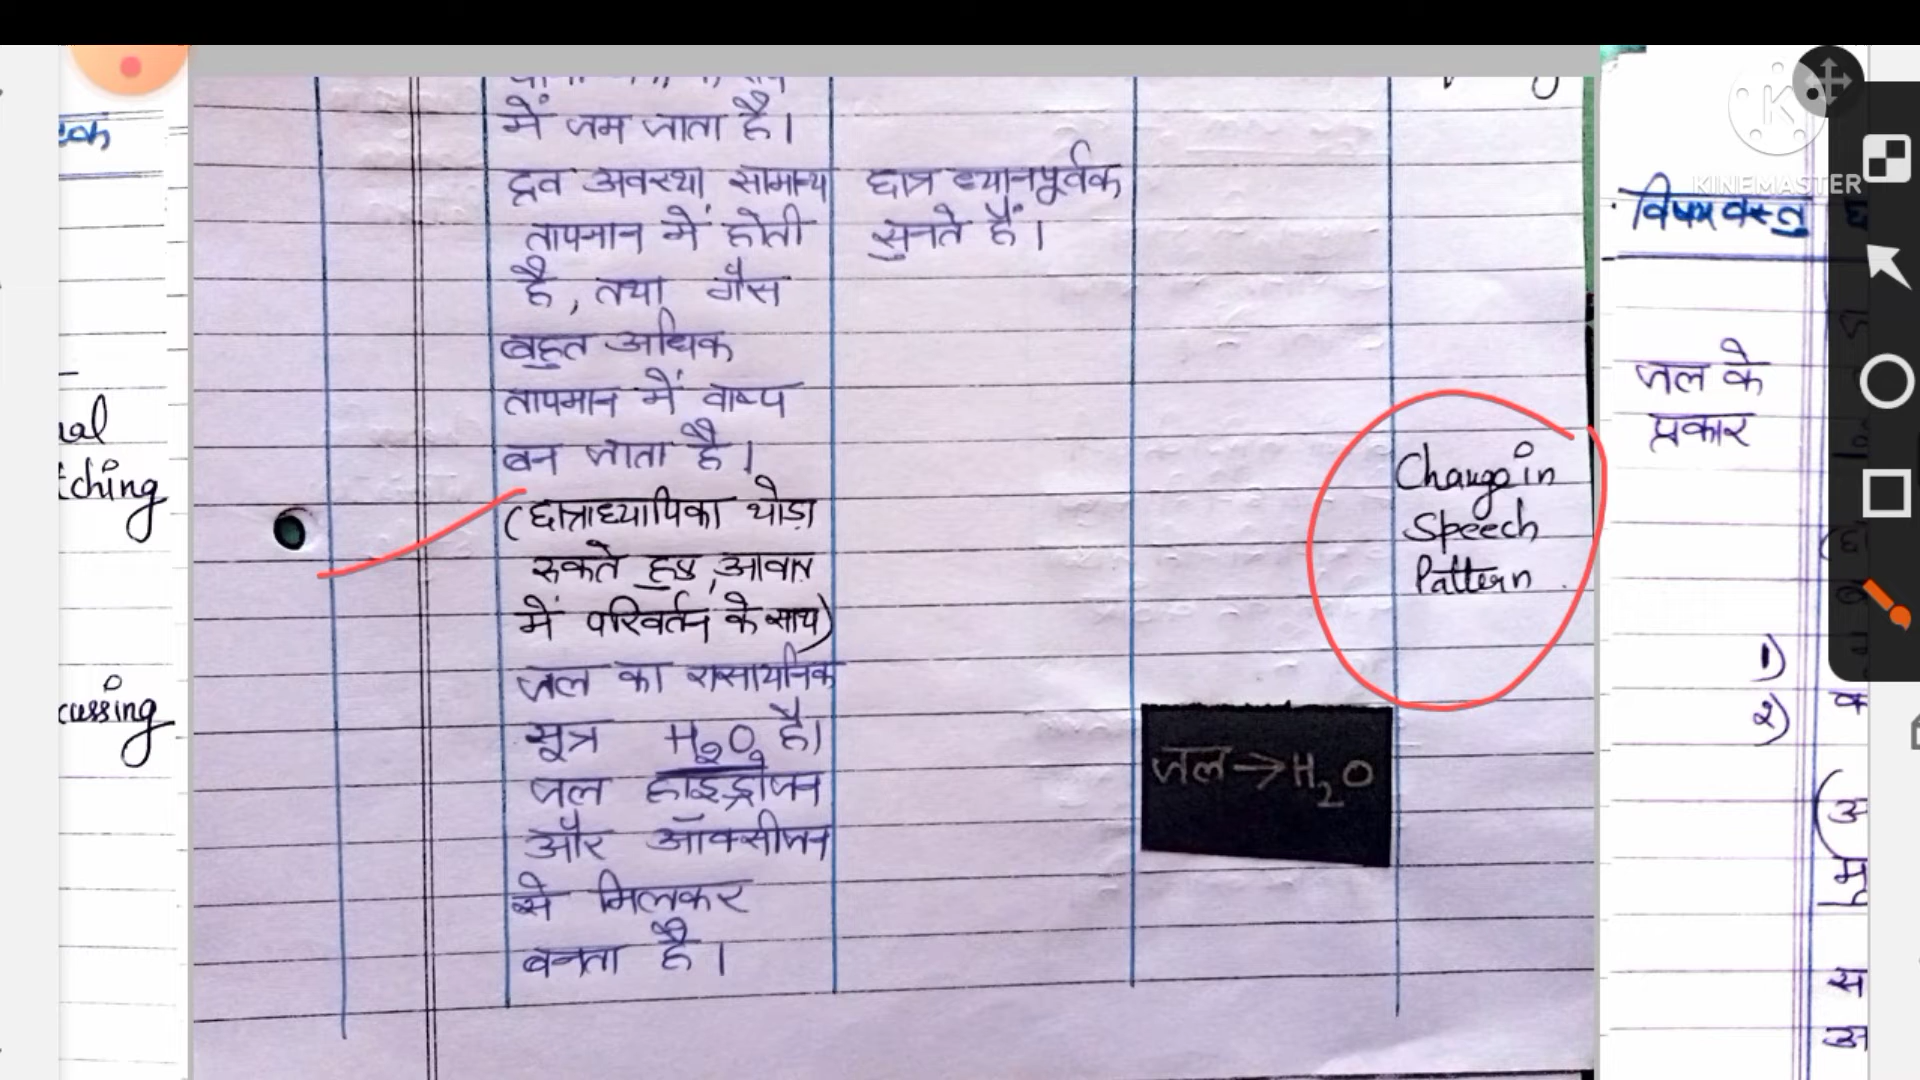 में जम जाता है।
द्रव अवस्था सामान्य
तापमान में होती
है, तथा गैस
बहुत अधिक
तापमान में वाष्प
बन जाता है।
(छात्राध्यापिका थोड़ा
रुकते हुए, आवाज
में परिवर्तन के साथ)
जल का रासायनिक
सूत्र H₂O है।
जल हाइड्रोजन
और ऑक्सीजन
से मिलकर
बनता है।
छात्र ध्यानपूर्वक
सुनते हैं।
जल → H₂O
Change in
Speech
Pattern
tching
cussing
KINEMASTER
विषयवस्तु
जल के
प्रकार
1)
2)